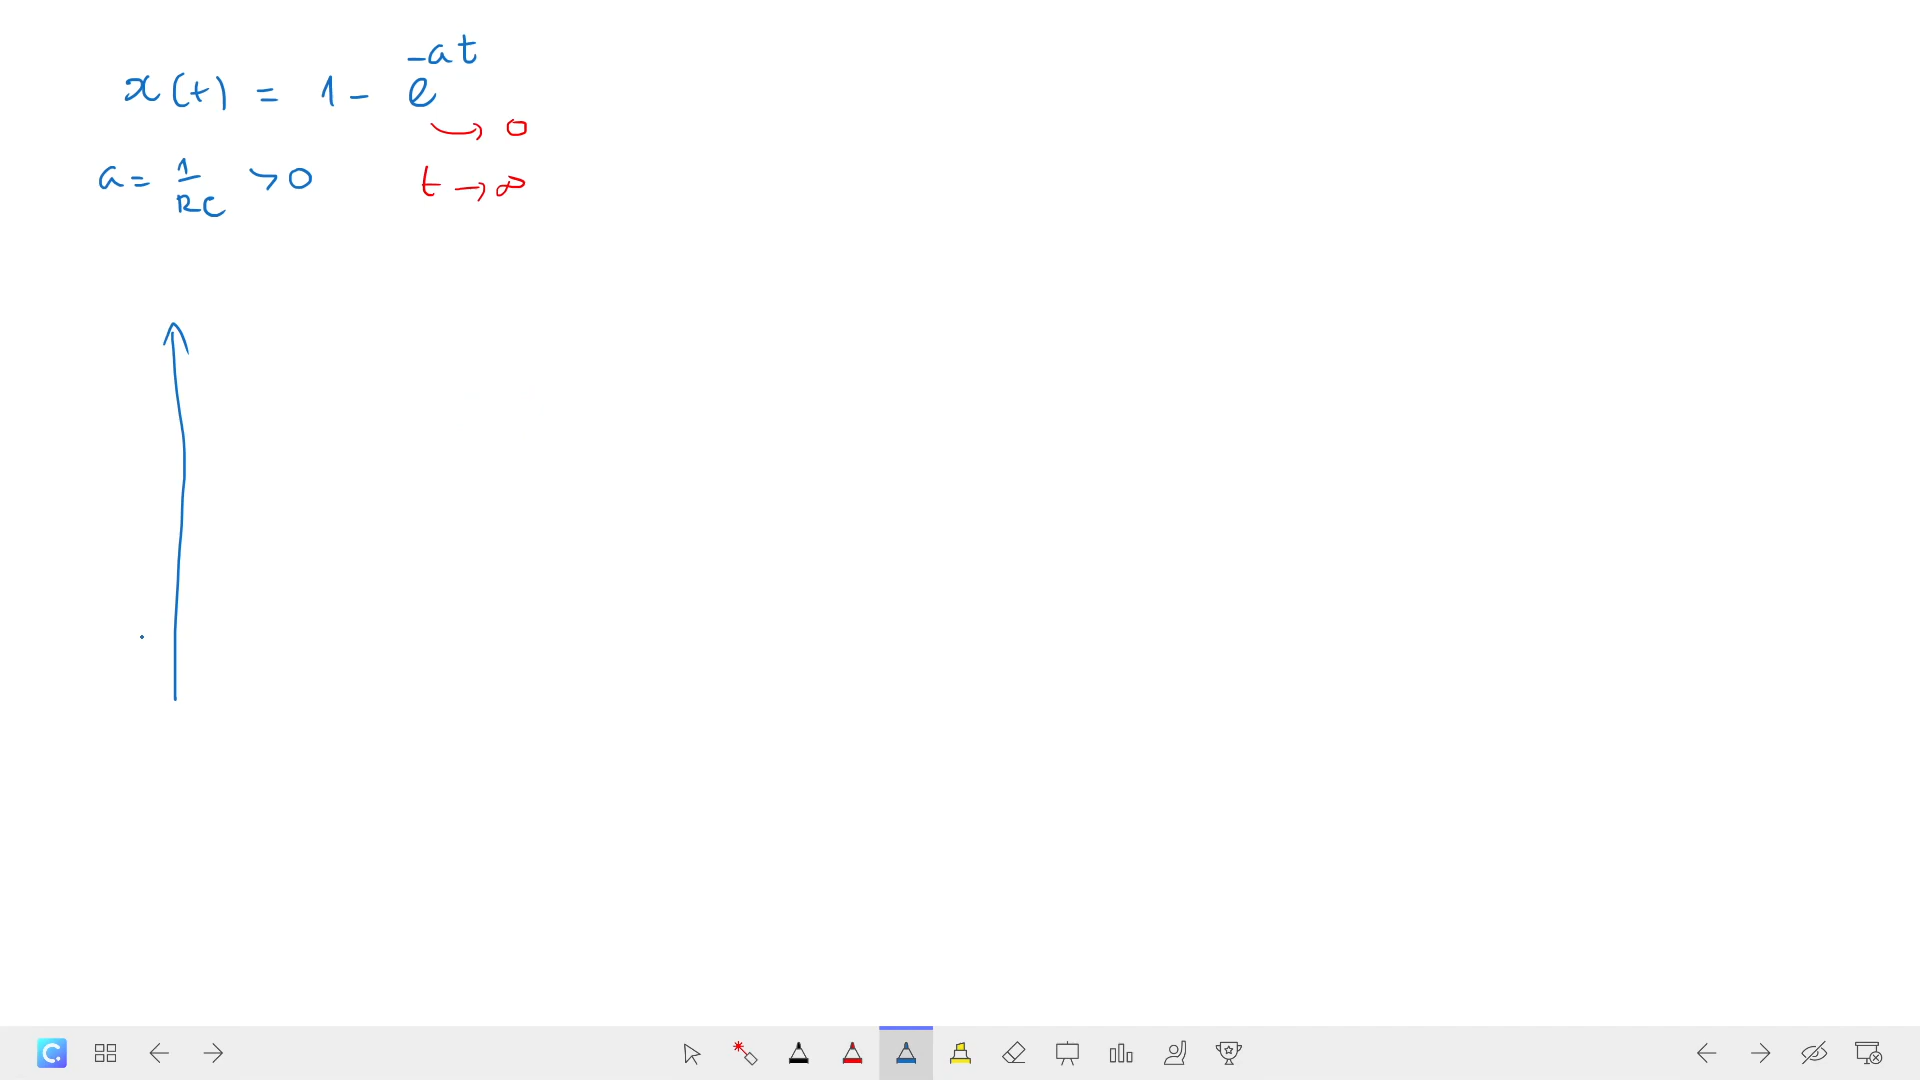 x(t) = 1 - e^{-at}
→ 0
a = 1/RC > 0
t → ∞